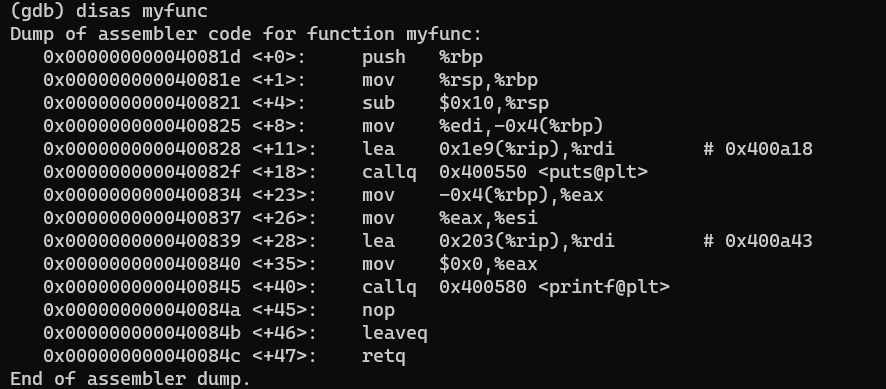 (gdb) disas myfunc
Dump of assembler code for function myfunc:
   0x000000000040081d <+0>:     push   %rbp
   0x000000000040081e <+1>:     mov    %rsp,%rbp
   0x0000000000400821 <+4>:     sub    $0x10,%rsp
   0x0000000000400825 <+8>:     mov    %edi,-0x4(%rbp)
   0x0000000000400828 <+11>:    lea    0x1e9(%rip),%rdi        # 0x400a18
   0x000000000040082f <+18>:    callq  0x400550 <puts@plt>
   0x0000000000400834 <+23>:    mov    -0x4(%rbp),%eax
   0x0000000000400837 <+26>:    mov    %eax,%esi
   0x0000000000400839 <+28>:    lea    0x203(%rip),%rdi        # 0x400a43
   0x0000000000400840 <+35>:    mov    $0x0,%eax
   0x0000000000400845 <+40>:    callq  0x400580 <printf@plt>
   0x000000000040084a <+45>:    nop
   0x000000000040084b <+46>:    leaveq
   0x000000000040084c <+47>:    retq
End of assembler dump.